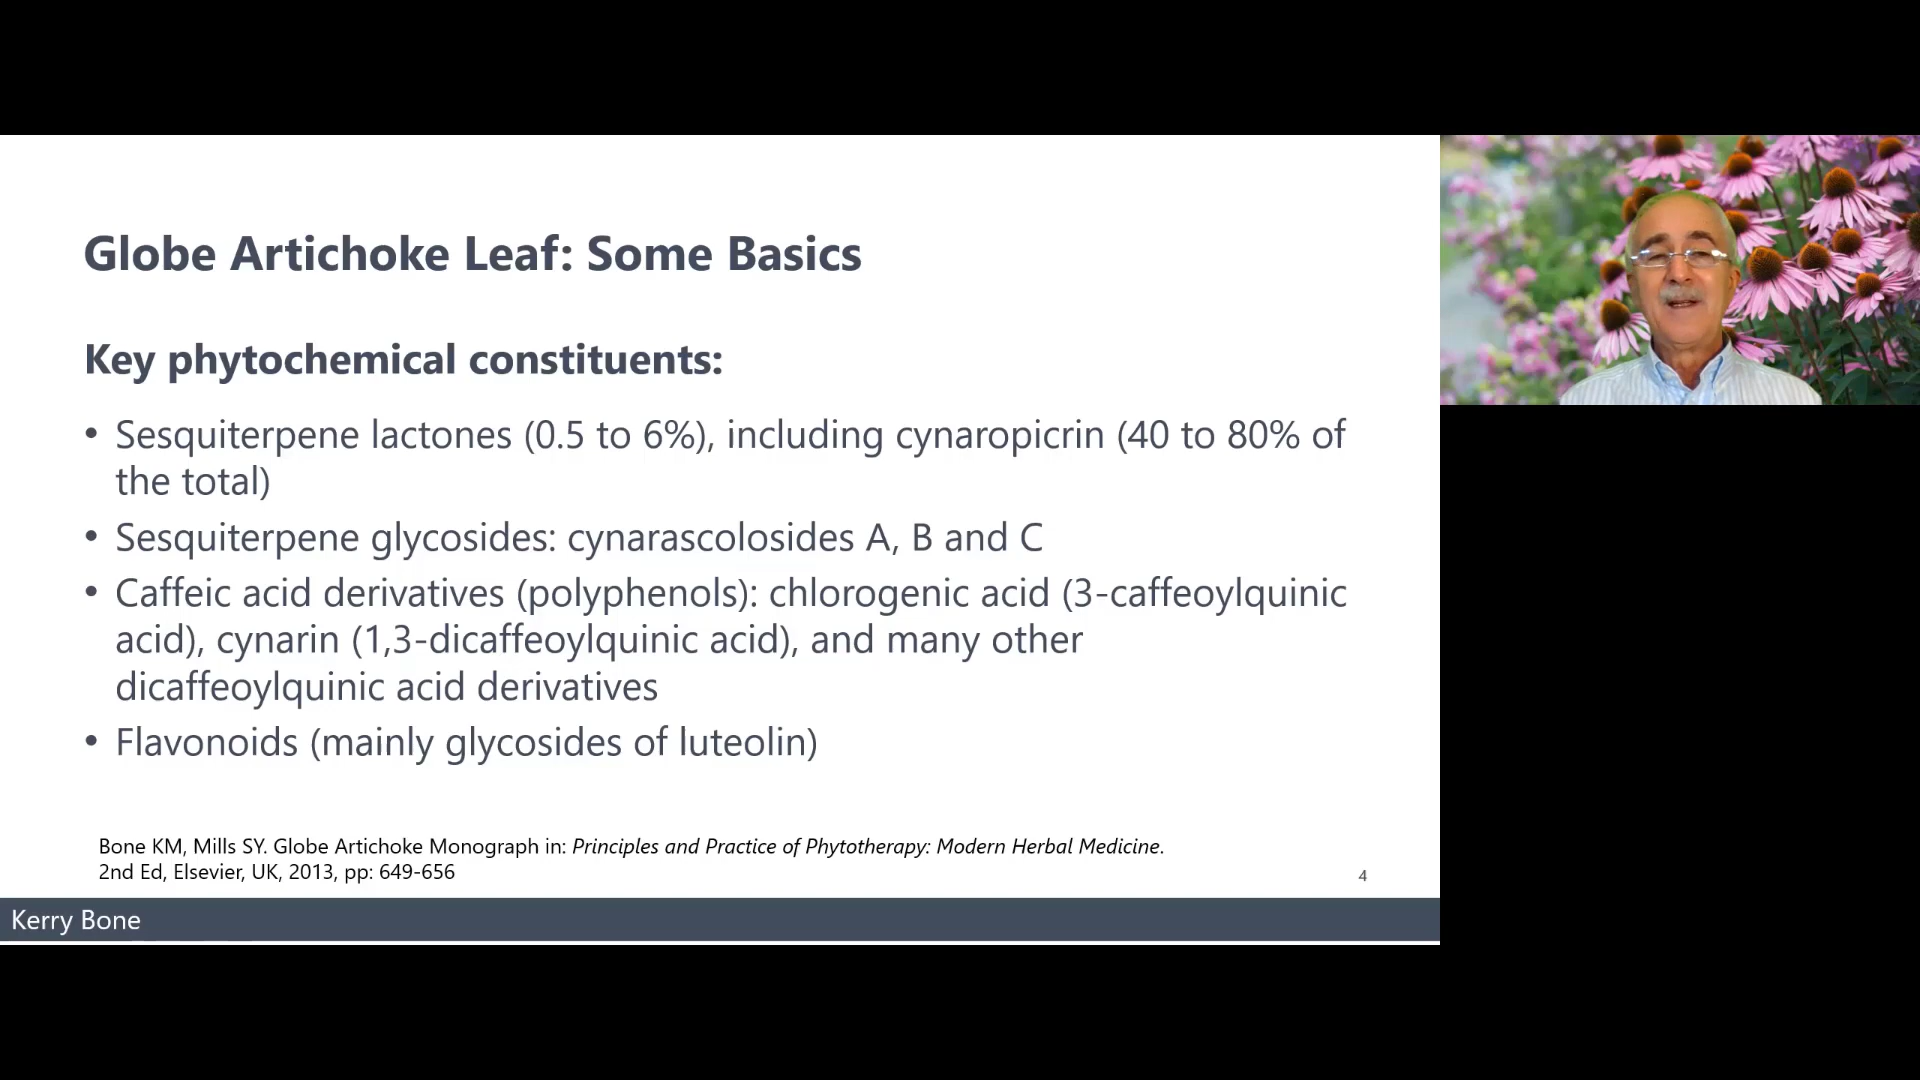 Globe Artichoke Leaf: Some Basics
Key phytochemical constituents:
• Sesquiterpene lactones (0.5 to 6%), including cynaropicrin (40 to 80% of
the total)
• Sesquiterpene glycosides: cynarascolosides A, B and C
• Caffeic acid derivatives (polyphenols): chlorogenic acid (3-caffeoylquinic
acid), cynarin (1,3-dicaffeoylquinic acid), and many other
dicaffeoylquinic acid derivatives
• Flavonoids (mainly glycosides of luteolin)
Bone KM, Mills SY. Globe Artichoke Monograph in: Principles and Practice of Phytotherapy: Modern Herbal Medicine.
2nd Ed, Elsevier, UK, 2013, pp: 649-656
4
Kerry Bone